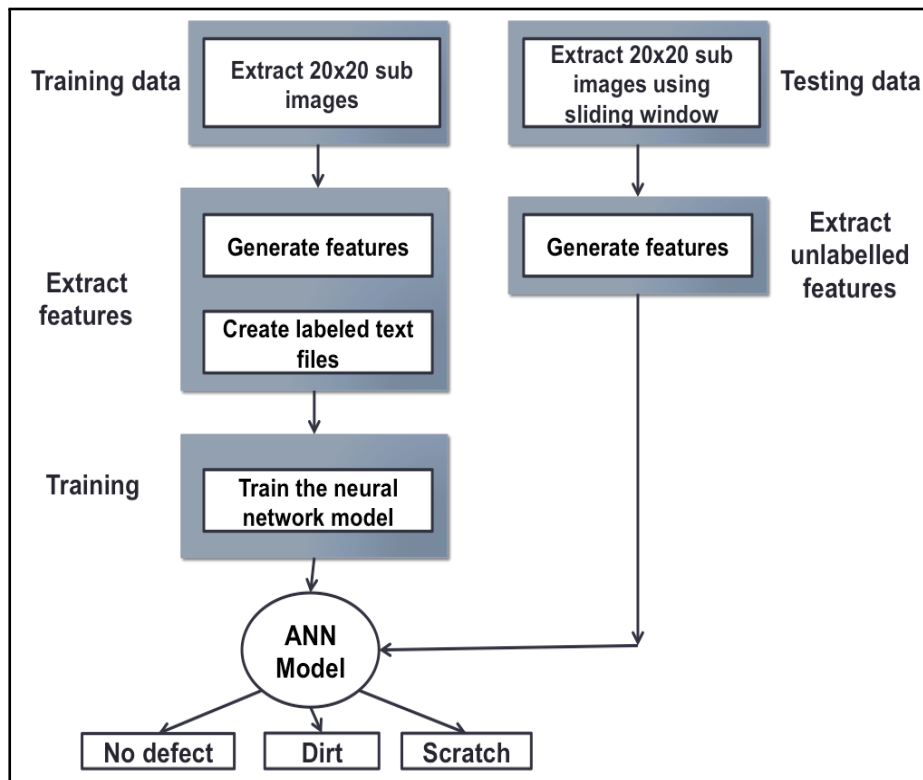 Training data
Extract 20x20 sub
images
Extract 20x20 sub
images using
sliding window
Testing data
Extract
features
Generate features
Create labeled text
files
Generate features
Extract
unlabelled
features
Training
Train the neural
network model
ANN
Model
No defect
Dirt
Scratch